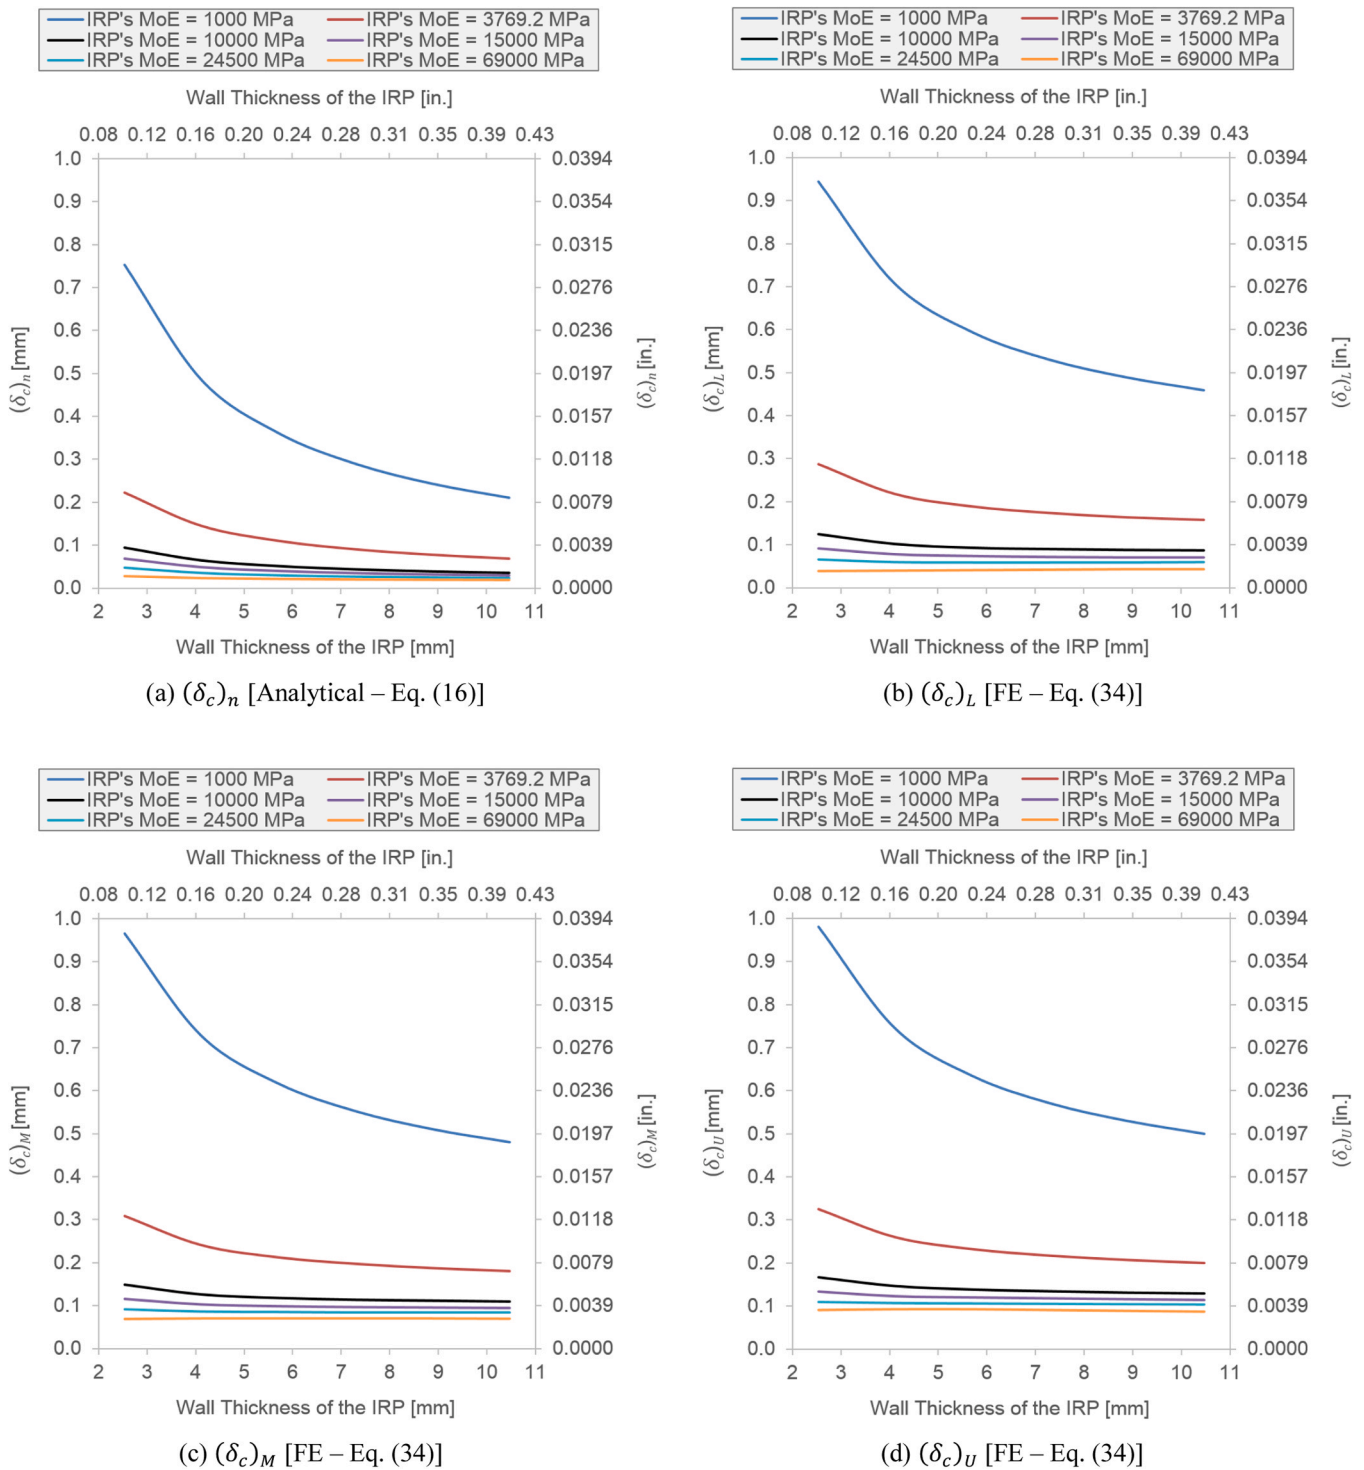 IRP's MoE = 1000 MPa IRP's MoE = 3769.2 MPa
IRP's MoE = 10000 MPa IRP's MoE = 15000 MPa
IRP's MoE = 24500 MPa IRP's MoE = 69000 MPa
Wall Thickness of the IRP [in.]
0.08 0.12 0.16 0.20 0.24 0.28 0.31 0.35 0.39 0.43
1.0 0.0394
0.9 0.0354
0.8 0.0315
0.7 0.0276
0.6 0.0236
0.5 0.0197
0.4 0.0157
0.3 0.0118
0.2 0.0079
0.1 0.0039
0.0 0.0000
(δc)n [mm]
(δc)n [in.]
2 3 4 5 6 7 8 9 10 11
Wall Thickness of the IRP [mm]
(a) (δc)n [Analytical – Eq. (16)]
IRP's MoE = 1000 MPa IRP's MoE = 3769.2 MPa
IRP's MoE = 10000 MPa IRP's MoE = 15000 MPa
IRP's MoE = 24500 MPa IRP's MoE = 69000 MPa
Wall Thickness of the IRP [in.]
0.08 0.12 0.16 0.20 0.24 0.28 0.31 0.35 0.39 0.43
1.0 0.0394
0.9 0.0354
0.8 0.0315
0.7 0.0276
0.6 0.0236
0.5 0.0197
0.4 0.0157
0.3 0.0118
0.2 0.0079
0.1 0.0039
0.0 0.0000
(δc)L [mm]
(δc)L [in.]
2 3 4 5 6 7 8 9 10 11
Wall Thickness of the IRP [mm]
(b) (δc)L [FE – Eq. (34)]
IRP's MoE = 1000 MPa IRP's MoE = 3769.2 MPa
IRP's MoE = 10000 MPa IRP's MoE = 15000 MPa
IRP's MoE = 24500 MPa IRP's MoE = 69000 MPa
Wall Thickness of the IRP [in.]
0.08 0.12 0.16 0.20 0.24 0.28 0.31 0.35 0.39 0.43
1.0 0.0394
0.9 0.0354
0.8 0.0315
0.7 0.0276
0.6 0.0236
0.5 0.0197
0.4 0.0157
0.3 0.0118
0.2 0.0079
0.1 0.0039
0.0 0.0000
(δc)M [mm]
(δc)M [in.]
2 3 4 5 6 7 8 9 10 11
Wall Thickness of the IRP [mm]
(c) (δc)M [FE – Eq. (34)]
IRP's MoE = 1000 MPa IRP's MoE = 3769.2 MPa
IRP's MoE = 10000 MPa IRP's MoE = 15000 MPa
IRP's MoE = 24500 MPa IRP's MoE = 69000 MPa
Wall Thickness of the IRP [in.]
0.08 0.12 0.16 0.20 0.24 0.28 0.31 0.35 0.39 0.43
1.0 0.0394
0.9 0.0354
0.8 0.0315
0.7 0.0276
0.6 0.0236
0.5 0.0197
0.4 0.0157
0.3 0.0118
0.2 0.0079
0.1 0.0039
0.0 0.0000
(δc)U [mm]
(δc)U [in.]
2 3 4 5 6 7 8 9 10 11
Wall Thickness of the IRP [mm]
(d) (δc)U [FE – Eq. (34)]